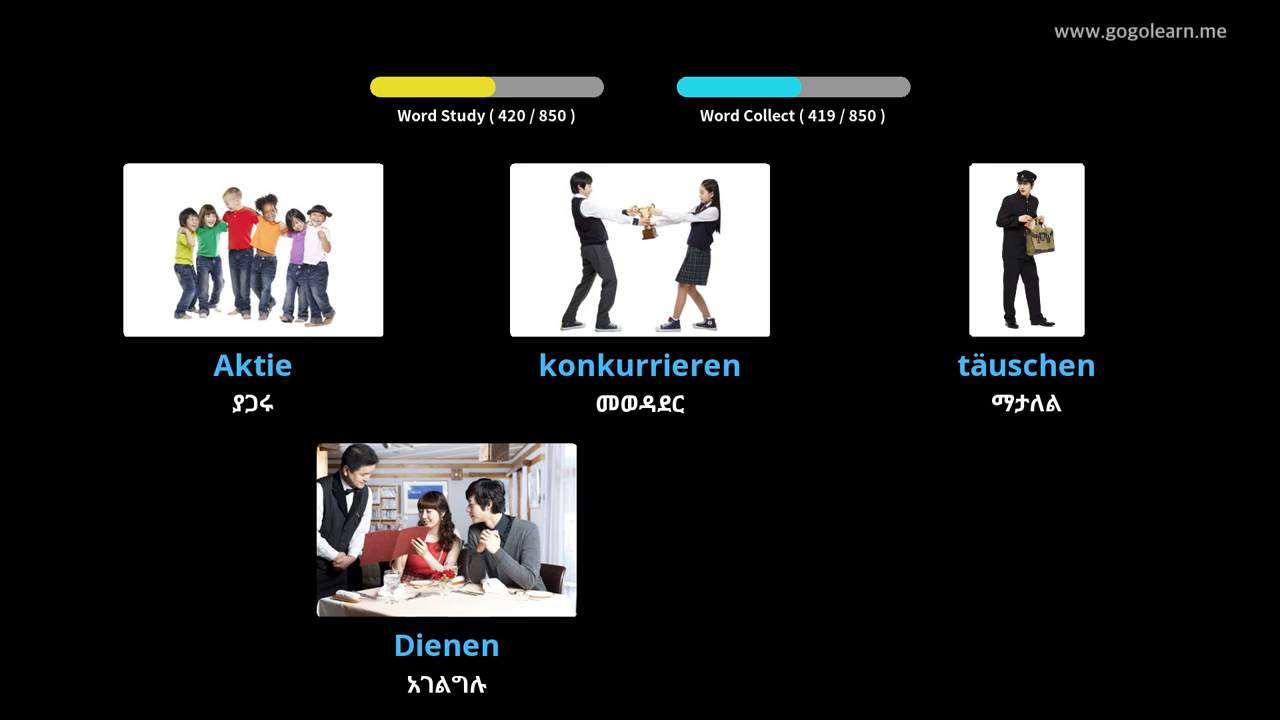 www.gogolearn.me
Word Study ( 420 / 850 )
Word Collect ( 419 / 850 )
Aktie
ያጋሩ
konkurrieren
መወዳደር
täuschen
ማታለል
Dienen
አገልግሉ